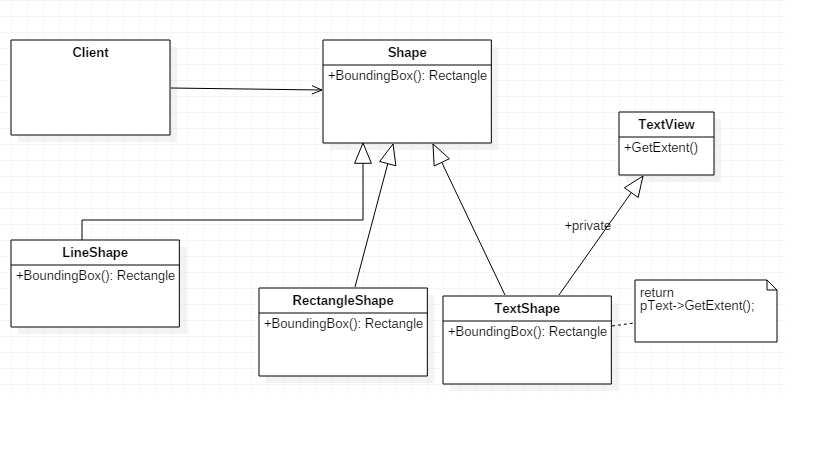 Client
Shape
+BoundingBox(): Rectangle
TextView
+GetExtent()
+private
LineShape
+BoundingBox(): Rectangle
RectangleShape
+BoundingBox(): Rectangle
TextShape
+BoundingBox(): Rectangle
return
pText->GetExtent();